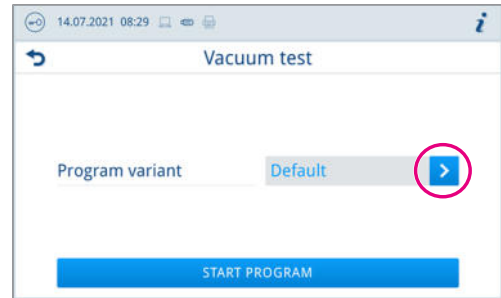 14.07.2021 08:29
Vacuum test
Program variant Default
START PROGRAM